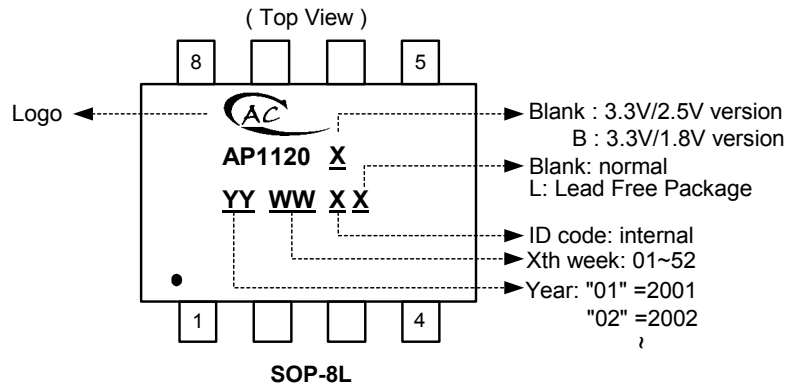 ( Top View )
8
5
Logo
AC
Blank : 3.3V/2.5V version
B : 3.3V/1.8V version
AP1120 X
Blank: normal
L: Lead Free Package
YY WW X X
ID code: internal
Xth week: 01~52
Year: "01" =2001
"02" =2002
~
1
4
SOP-8L